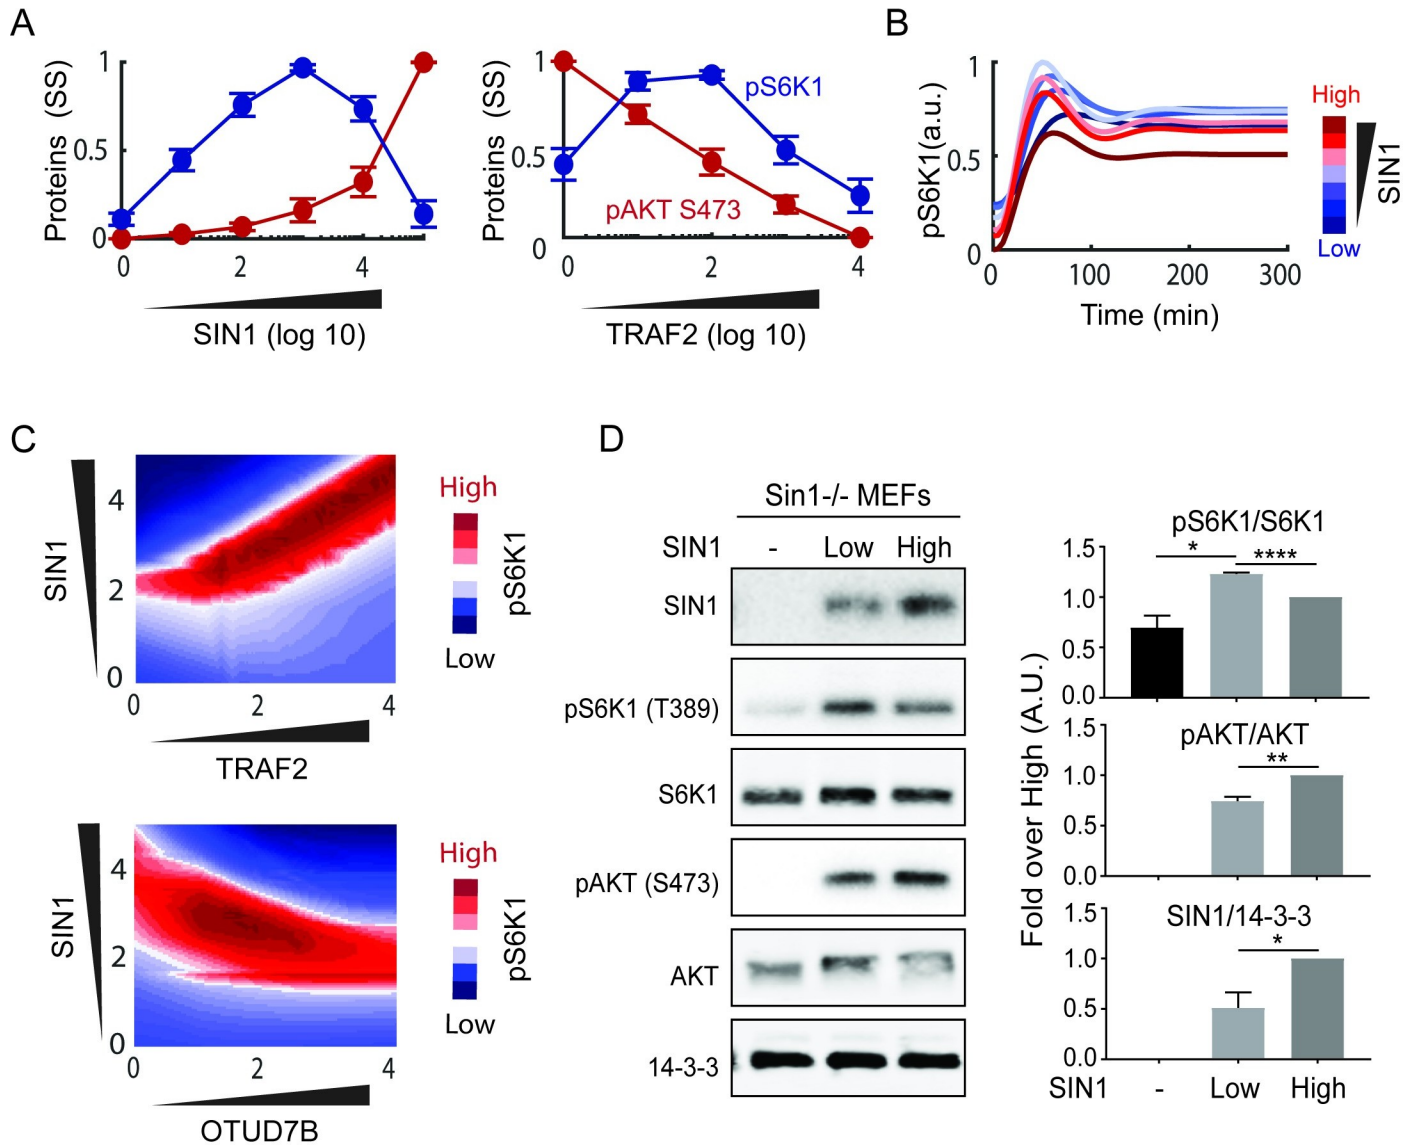 A
Proteins (SS)
1
0.5
0
0
2
4
SIN1 (log 10)
Proteins (SS)
1
0.5
0
pS6K1
pAKT S473
0
2
4
TRAF2 (log 10)
B
pS6K1(a.u.)
1
0.5
0
0
100
200
300
Time (min)
High
SIN1
Low
C
SIN1
4
2
0
0
2
4
TRAF2
High
pS6K1
Low
SIN1
4
2
0
0
2
4
OTUD7B
High
pS6K1
Low
D
Sin1-/- MEFs
SIN1 - Low High
SIN1
pS6K1 (T389)
S6K1
pAKT (S473)
AKT
14-3-3
Fold over High (A.U.)
pS6K1/S6K1
1.5
* ****
1.0
0.5
0.0
1.5
pAKT/AKT
**
1.0
0.5
0.0
1.5
SIN1/14-3-3
*
1.0
0.5
0.0
SIN1 - Low High